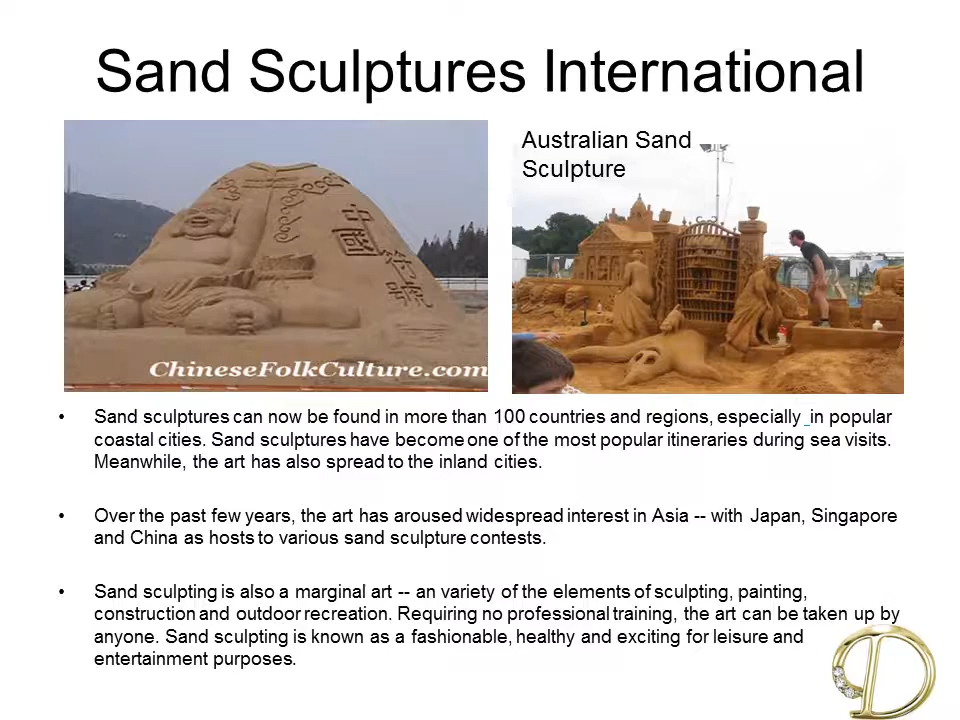 Sand Sculptures International
Australian Sand
Sculpture
中國
符號
ChineseFolkCulture.com
• Sand sculptures can now be found in more than 100 countries and regions, especially in popular
coastal cities. Sand sculptures have become one of the most popular itineraries during sea visits.
Meanwhile, the art has also spread to the inland cities.
• Over the past few years, the art has aroused widespread interest in Asia -- with Japan, Singapore
and China as hosts to various sand sculpture contests.
• Sand sculpting is also a marginal art -- an variety of the elements of sculpting, painting,
construction and outdoor recreation. Requiring no professional training, the art can be taken up by
anyone. Sand sculpting is known as a fashionable, healthy and exciting for leisure and
entertainment purposes.
D